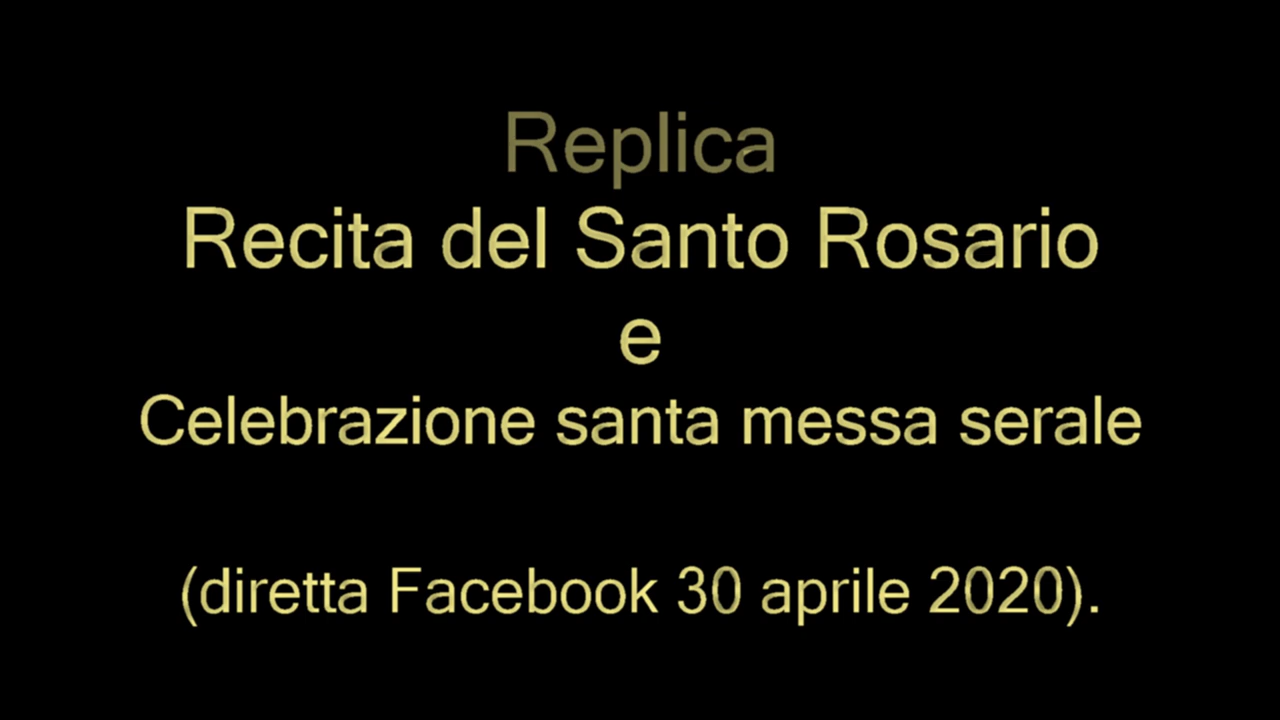 Replica
Recita del Santo Rosario
e
Celebrazione santa messa serale
(diretta Facebook 30 aprile 2020).